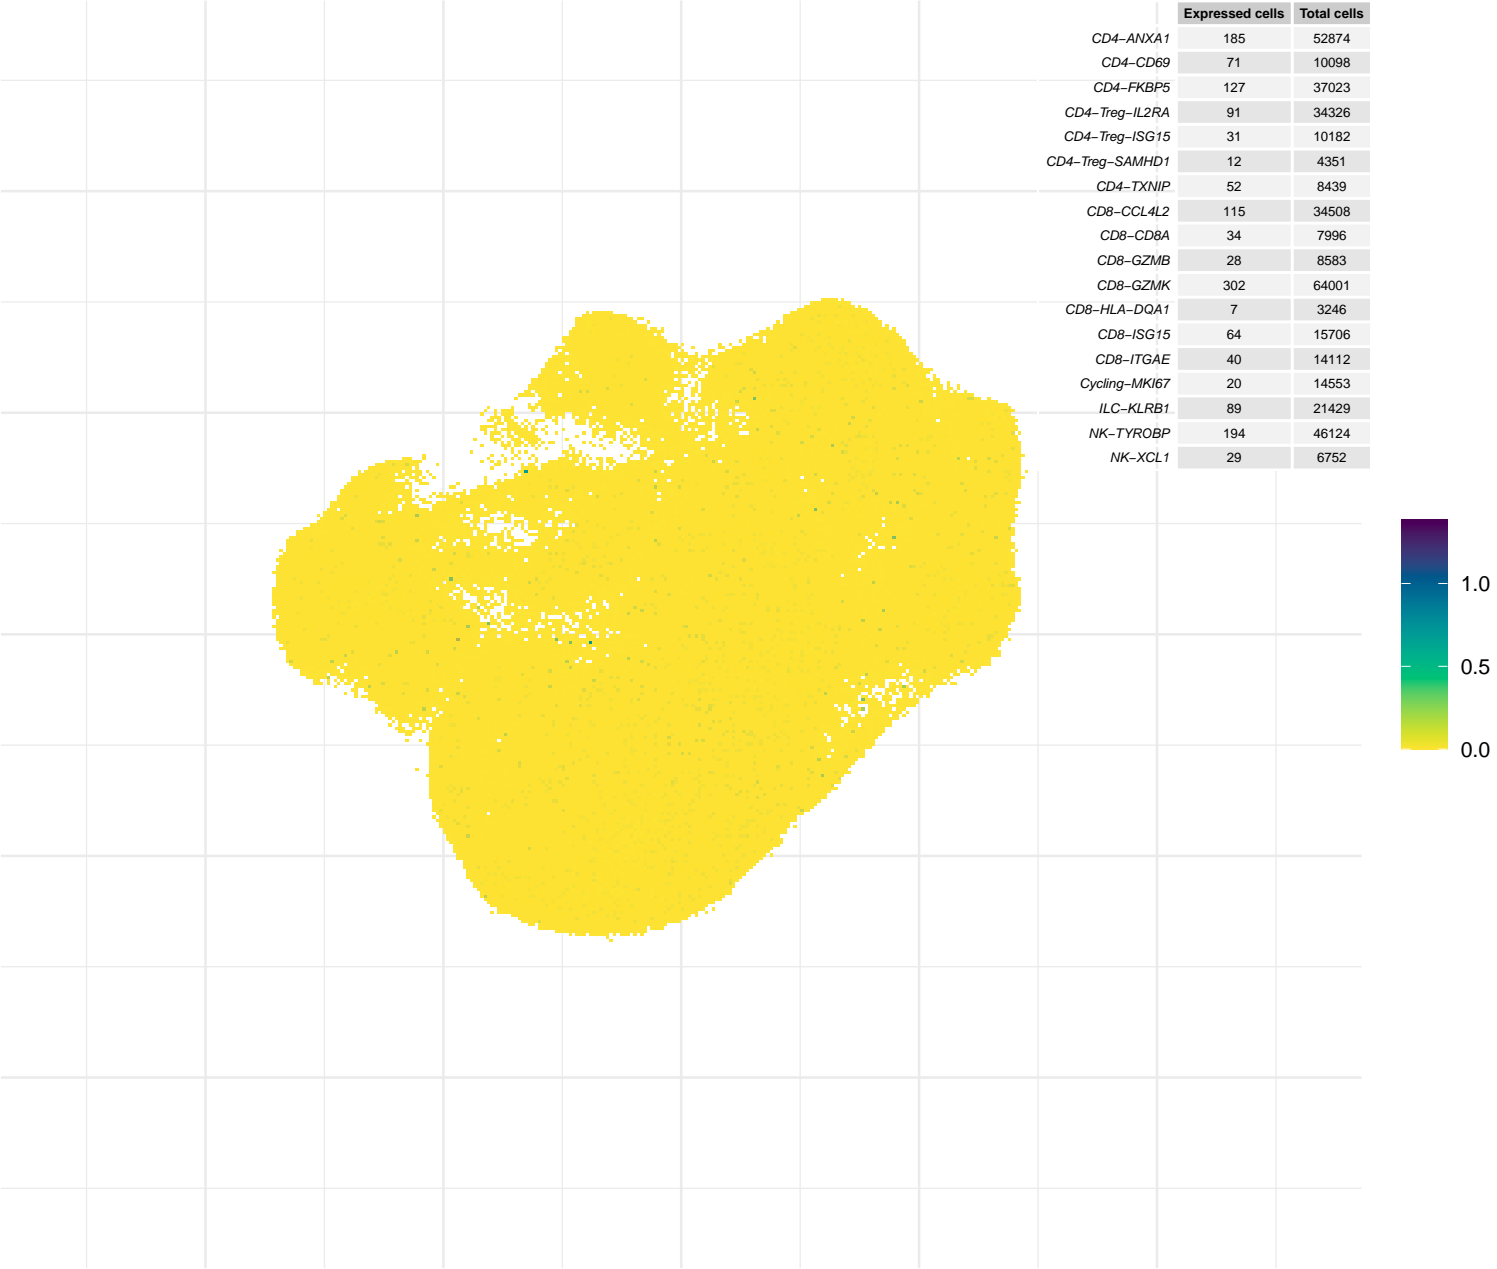 Expressed cells Total cells
CD4−ANXA1 185 52874
CD4−CD69 71 10098
CD4−FKBP5 127 37023
CD4−Treg−IL2RA 91 34326
CD4−Treg−ISG15 31 10182
CD4−Treg−SAMHD1 12 4351
CD4−TXNIP 52 8439
CD8−CCL4L2 115 34508
CD8−CD8A 34 7996
CD8−GZMB 28 8583
CD8−GZMK 302 64001
CD8−HLA−DQA1 7 3246
CD8−ISG15 64 15706
CD8−ITGAE 40 14112
Cycling−MKI67 20 14553
ILC−KLRB1 89 21429
NK−TYROBP 194 46124
NK−XCL1 29 6752
1.0
0.5
0.0